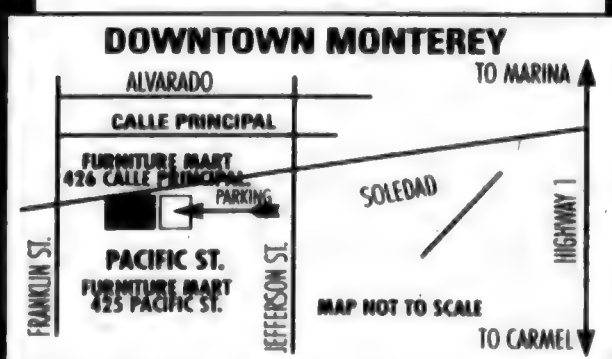 DOWNTOWN MONTEREY
TO MARINA
ALVARADO
CALLE PRINCIPAL
FURNITURE MART
426 CALLE PRINCIPAL
PARKING
SOLEDAD
HIGHWAY 1
FRANKLIN ST.
PACIFIC ST.
JEFFERSON ST.
FURNITURE MART
425 PACIFIC ST.
MAP NOT TO SCALE
TO CARMEL